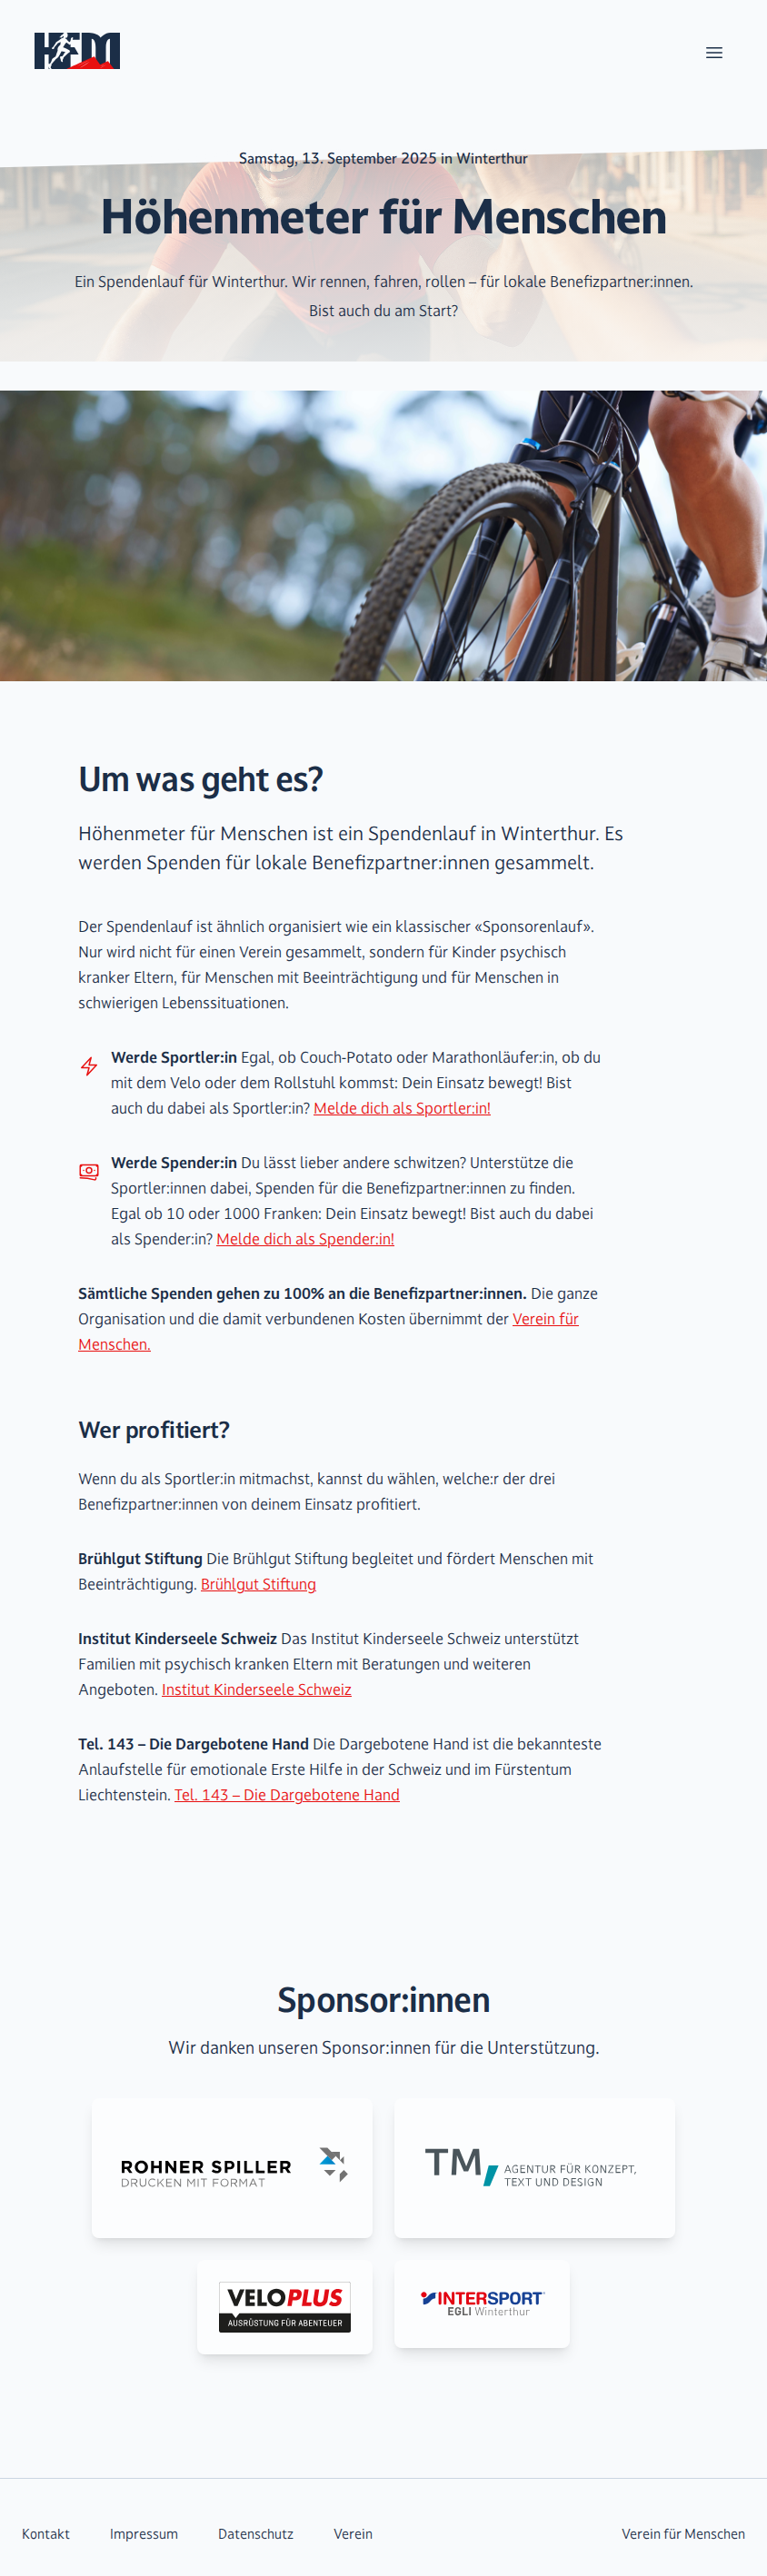 HFM
Samstag, 13. September 2025 in Winterthur
Höhenmeter für Menschen
Ein Spendenlauf für Winterthur. Wir rennen, fahren, rollen – für lokale Benefizpartner:innen.
Bist auch du am Start?
Um was geht es?
Höhenmeter für Menschen ist ein Spendenlauf in Winterthur. Es
werden Spenden für lokale Benefizpartner:innen gesammelt.
Der Spendenlauf ist ähnlich organisiert wie ein klassischer «Sponsorenlauf».
Nur wird nicht für einen Verein gesammelt, sondern für Kinder psychisch
kranker Eltern, für Menschen mit Beeinträchtigung und für Menschen in
schwierigen Lebenssituationen.
Werde Sportler:in Egal, ob Couch-Potato oder Marathonläufer:in, ob du
mit dem Velo oder dem Rollstuhl kommst: Dein Einsatz bewegt! Bist
auch du dabei als Sportler:in? Melde dich als Sportler:in!
Werde Spender:in Du lässt lieber andere schwitzen? Unterstütze die
Sportler:innen dabei, Spenden für die Benefizpartner:innen zu finden.
Egal ob 10 oder 1000 Franken: Dein Einsatz bewegt! Bist auch du dabei
als Spender:in? Melde dich als Spender:in!
Sämtliche Spenden gehen zu 100% an die Benefizpartner:innen. Die ganze
Organisation und die damit verbundenen Kosten übernimmt der Verein für
Menschen.
Wer profitiert?
Wenn du als Sportler:in mitmachst, kannst du wählen, welche:r der drei
Benefizpartner:innen von deinem Einsatz profitiert.
Brühlgut Stiftung Die Brühlgut Stiftung begleitet und fördert Menschen mit
Beeinträchtigung. Brühlgut Stiftung
Institut Kinderseele Schweiz Das Institut Kinderseele Schweiz unterstützt
Familien mit psychisch kranken Eltern mit Beratungen und weiteren
Angeboten. Institut Kinderseele Schweiz
Tel. 143 – Die Dargebotene Hand Die Dargebotene Hand ist die bekannteste
Anlaufstelle für emotionale Erste Hilfe in der Schweiz und im Fürstentum
Liechtenstein. Tel. 143 – Die Dargebotene Hand
Sponsor:innen
Wir danken unseren Sponsor:innen für die Unterstützung.
ROHNER SPILLER
DRUCKEN MIT FORMAT
TM, AGENTUR FÜR KONZEPT,
TEXT UND DESIGN
VELOPLUS
AUSRÜSTUNG FÜR ABENTEUER
INTERSPORT
EGLI Winterthur
Kontakt Impressum Datenschutz Verein Verein für Menschen